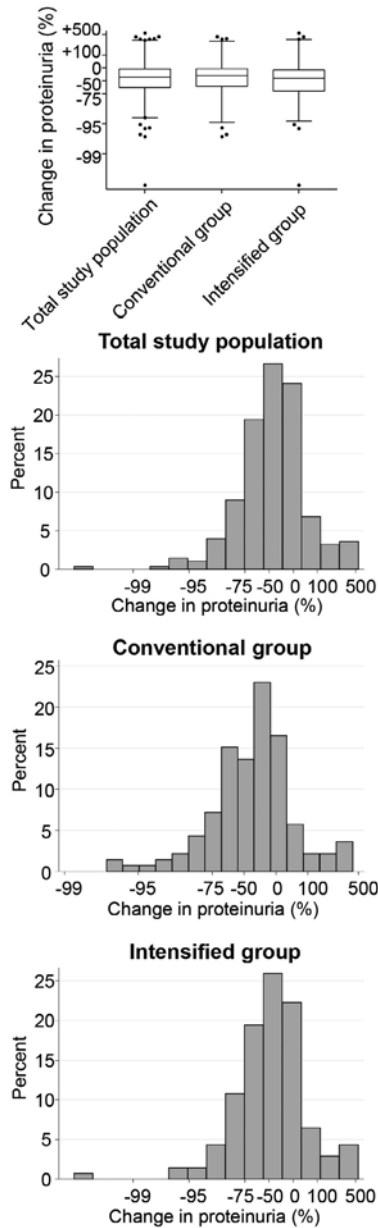 Change in proteinuria (%)
+500
+100
0
-50
-75
-95
-99
Total study population
Conventional group
Intensified group
Total study population
Percent
25
20
15
10
5
0
-99 -95 -75 -50 0 100 500
Change in proteinuria (%)
Conventional group
Percent
25
20
15
10
5
0
-99 -95 -75 -50 0 100 500
Change in proteinuria (%)
Intensified group
Percent
25
20
15
10
5
0
-99 -95 -75 -50 0 100 500
Change in proteinuria (%)